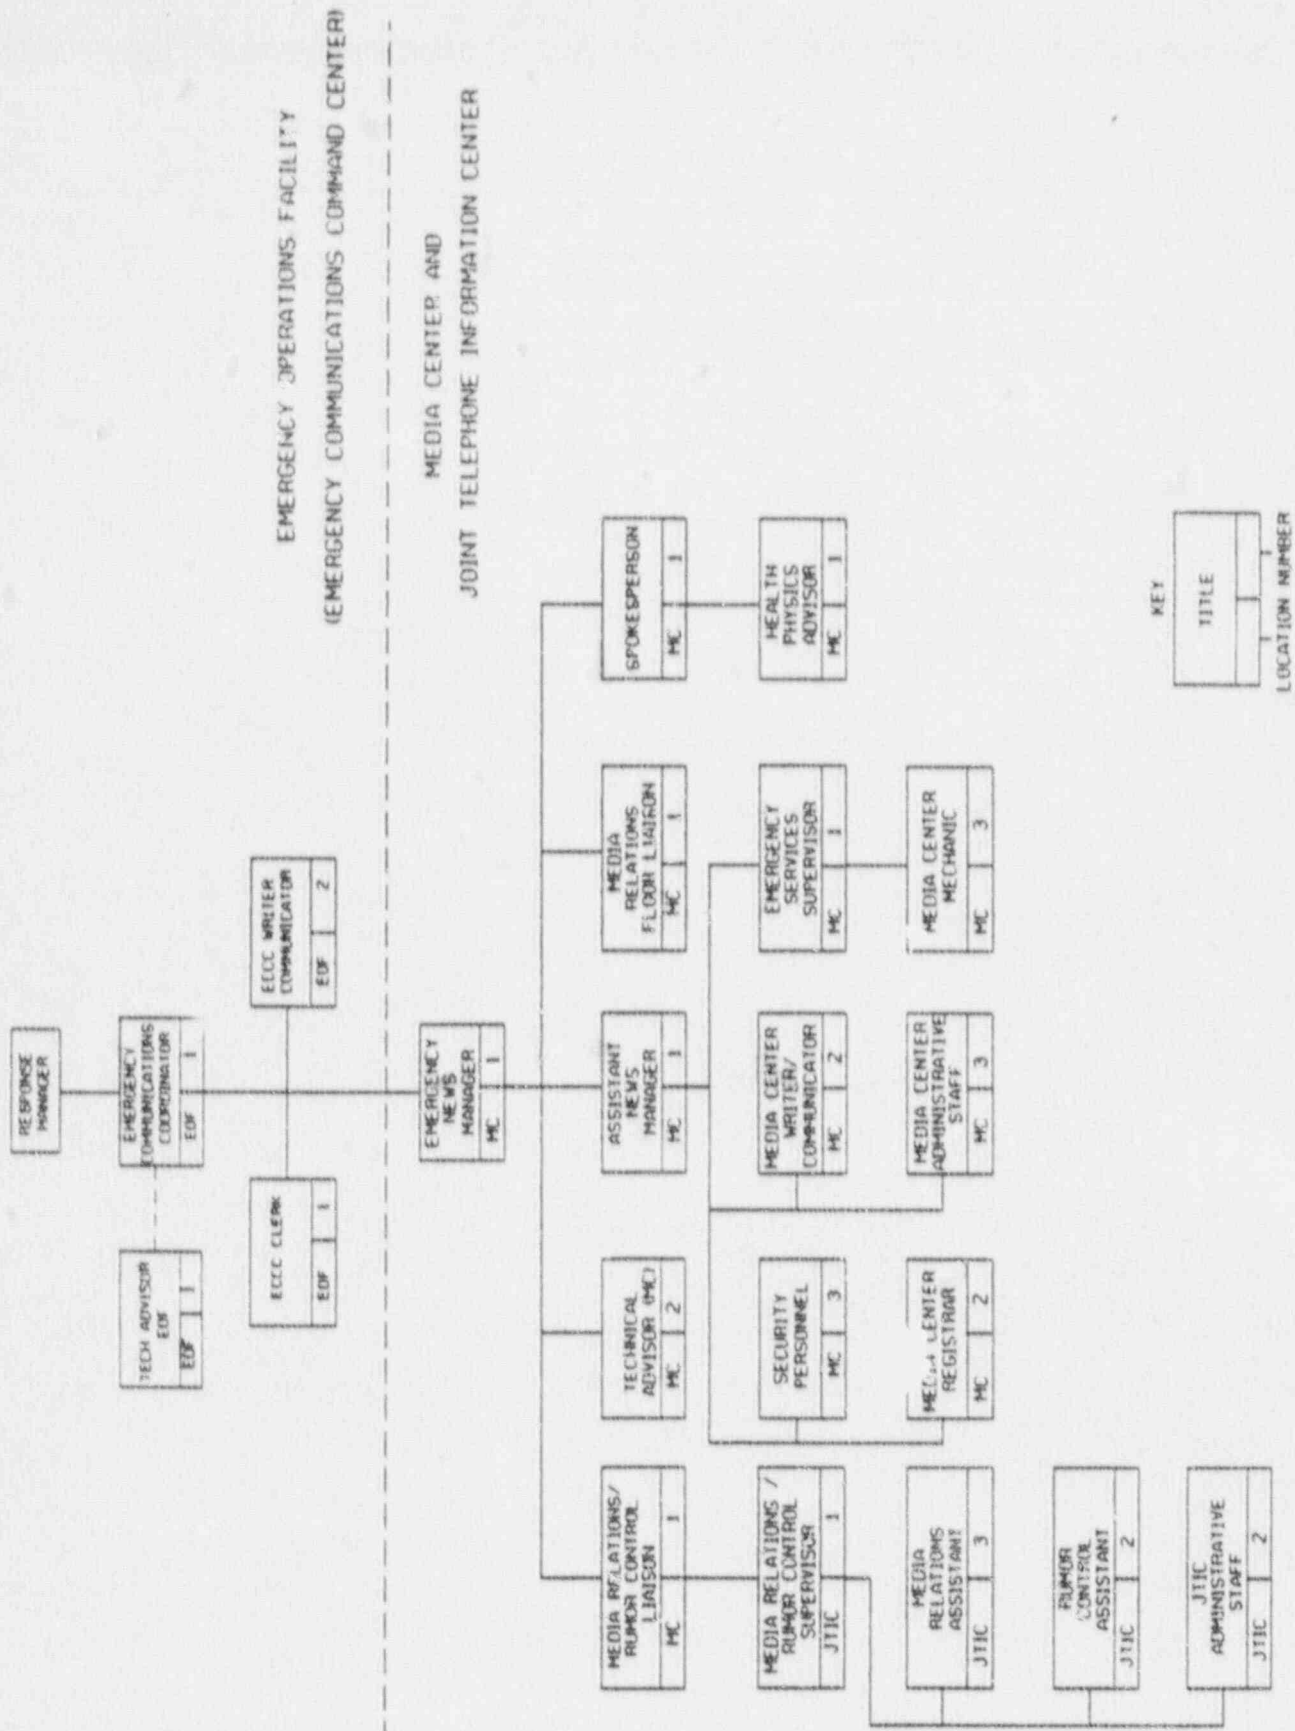 RESPONSE
MANAGER
TECH ADVISOR
EOF
EOF 1
EMERGENCY
COMMUNICATIONS
COORDINATOR
EOF 1
EMERGENCY OPERATIONS FACILITY
(EMERGENCY COMMUNICATIONS COMMAND CENTER)
ECCC CLERK
EOF 1
ECCC WRITER
COMMUNICATOR
EOF 2
MEDIA CENTER AND
JOINT TELEPHONE INFORMATION CENTER
EMERGENCY
NEWS
MANAGER
MC 1
MEDIA RELATIONS/
RUMOR CONTROL
LIAISON
MC 1
TECHNICAL
ADVISOR (MC)
MC 2
ASSISTANT
NEWS
MANAGER
MC 1
MEDIA
RELATIONS
FLOOR LIAISON
MC 1
SPOKESPERSON
MC 1
MEDIA RELATIONS /
RUMOR CONTROL
SUPERVISOR
JTIC 1
SECURITY
PERSONNEL
MC 3
MEDIA CENTER
WRITER/
COMMUNICATOR
MC 2
EMERGENCY
SERVICES
SUPERVISOR
MC 1
HEALTH
PHYSICS
ADVISOR
MC 1
MEDIA
RELATIONS
ASSISTANT
JTIC 3
MEDIA CENTER
REGISTRAR
MC 2
MEDIA CENTER
ADMINISTRATIVE
STAFF
MC 3
MEDIA CENTER
MECHANIC
MC 3
RUMOR
CONTROL
ASSISTANT
JTIC 2
JTIC
ADMINISTRATIVE
STAFF
JTIC 2
KEY
TITLE
LOCATION NUMBER